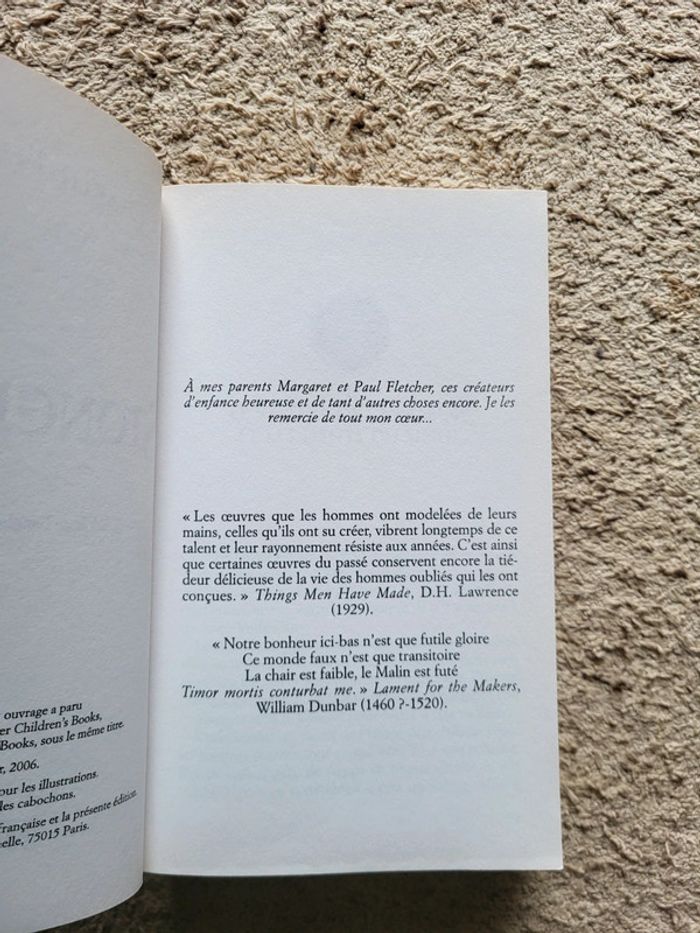 ouvrage a paru
er Children's Books,
Books, sous le même titre.
r, 2006.
our les illustrations.
les cabochons.
française et la présente édition.
elle, 75015 Paris.
À mes parents Margaret et Paul Fletcher, ces créateurs
d'enfance heureuse et de tant d'autres choses encore. Je les
remercie de tout mon cœur...
« Les œuvres que les hommes ont modelées de leurs
mains, celles qu'ils ont su créer, vibrent longtemps de ce
talent et leur rayonnement résiste aux années. C'est ainsi
que certaines œuvres du passé conservent encore la tié-
deur délicieuse de la vie des hommes oubliés qui les ont
conçues. » Things Men Have Made, D.H. Lawrence
(1929).
« Notre bonheur ici-bas n'est que futile gloire
Ce monde faux n'est que transitoire
La chair est faible, le Malin est futé
Timor mortis conturbat me. » Lament for the Makers,
William Dunbar (1460 ?-1520).